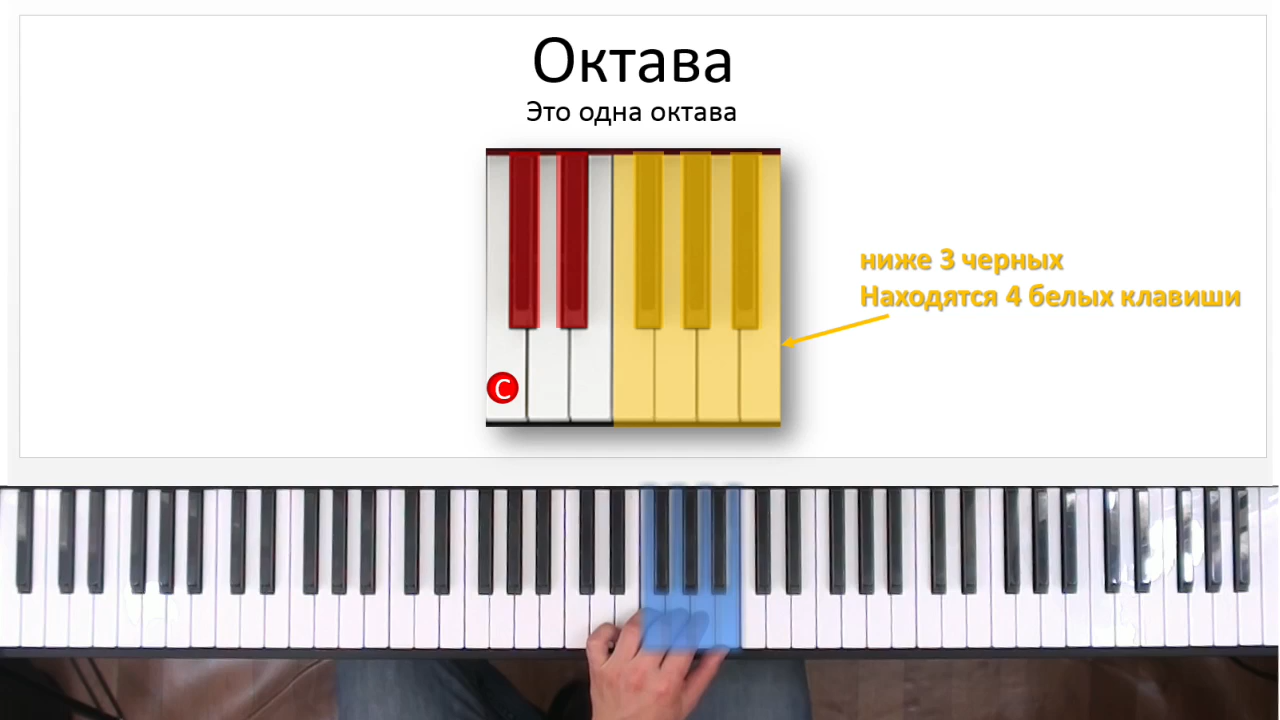 Октава
Это одна октава
ниже 3 черных
Находятся 4 белых клавиши
C